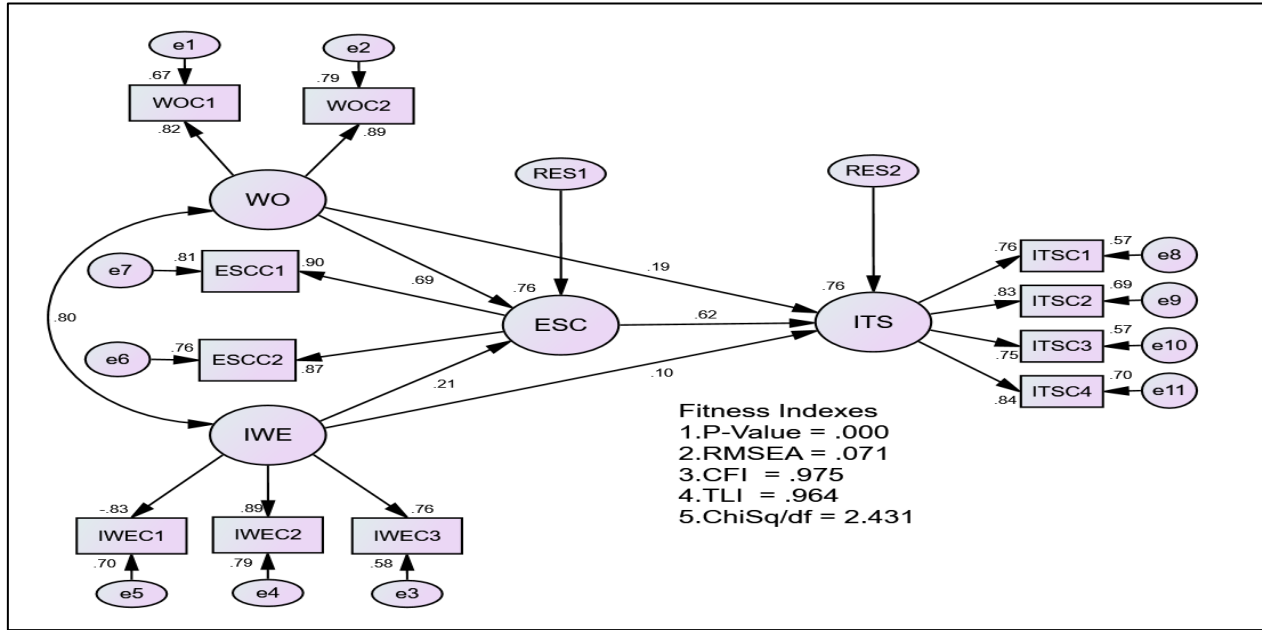 e1
e2
.67
.79
WOC1
WOC2
.82
.89
WO
RES1
RES2
e7
.81
ESCC1
.90
.69
.76
ESC
.19
.62
.76
ITS
.76
ITSC1
.57
e8
.83
ITSC2
.69
e9
.75
ITSC3
.57
e10
.84
ITSC4
.70
e11
.80
e6
.76
ESCC2
.87
.21
.10
IWE
Fitness Indexes
1.P-Value = .000
2.RMSEA = .071
3.CFI = .975
4.TLI = .964
5.ChiSq/df = 2.431
-.83
.89
.76
IWEC1
IWEC2
IWEC3
.70
.79
.58
e5
e4
e3